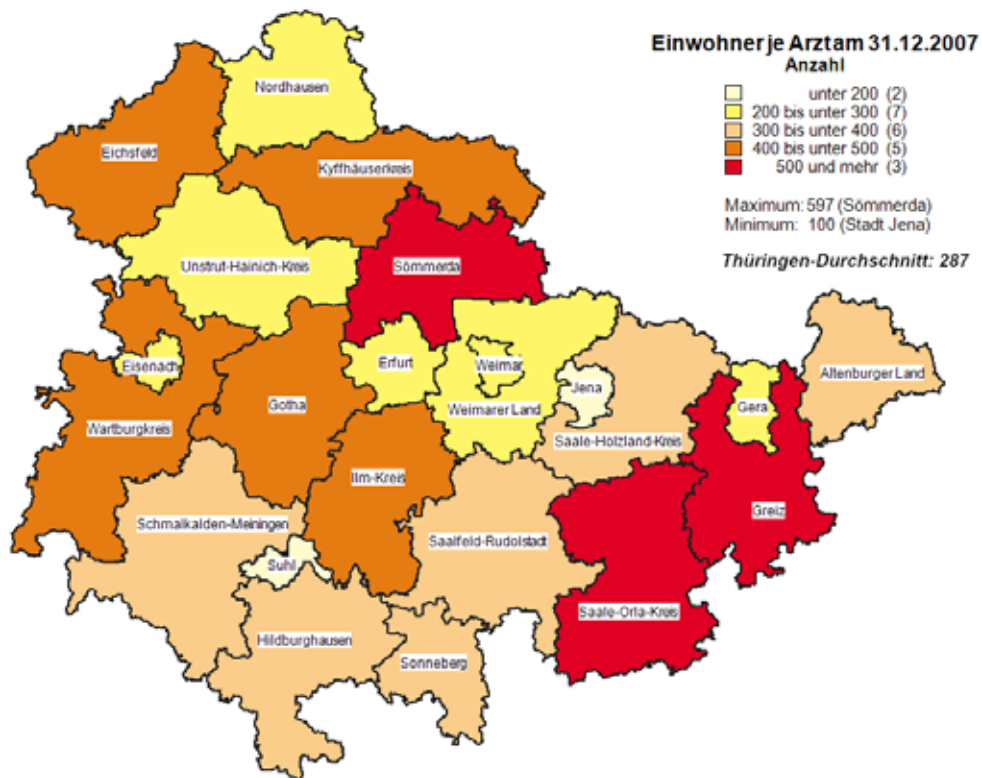 Einwohner je Arzt am 31.12.2007
Anzahl
unter 200 (2)
200 bis unter 300 (7)
300 bis unter 400 (6)
400 bis unter 500 (5)
500 und mehr (3)
Maximum: 597 (Sömmerda)
Minimum: 100 (Stadt Jena)
Thüringen-Durchschnitt: 287
Nordhausen
Eichsfeld
Kyffhäuserkreis
Unstrut-Hainich-Kreis
Sömmerda
Eisenach
Erfurt
Weimar
Jena
Altenburger Land
Gotha
Weimarer Land
Gera
Wartburgkreis
Saale-Holzland-Kreis
Ilm-Kreis
Greiz
Schmalkalden-Meiningen
Saalfeld-Rudolstadt
Suhl
Saale-Orla-Kreis
Hildburghausen
Sonneberg